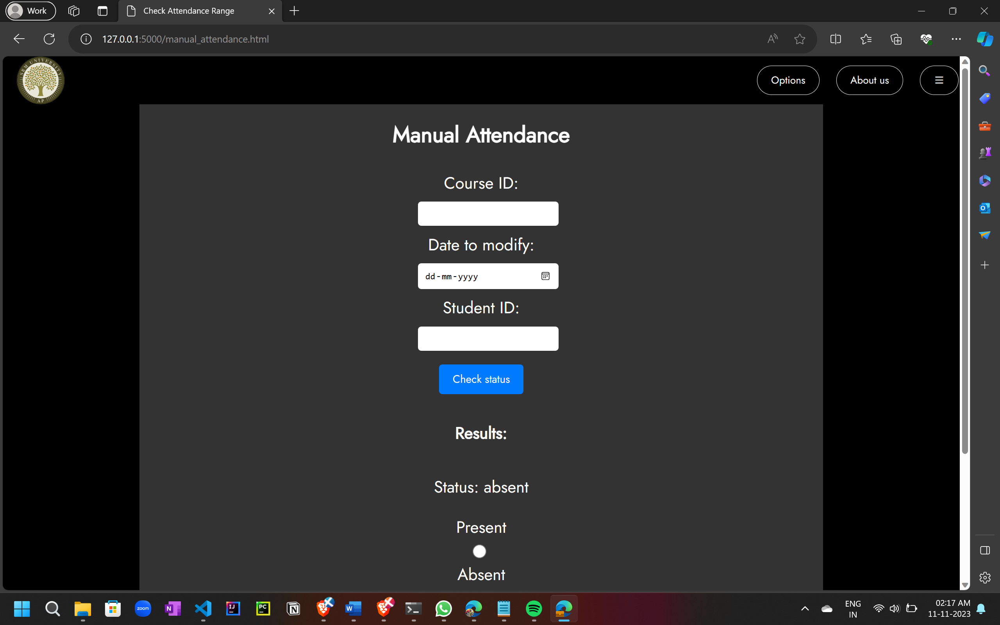 Work
Check Attendance Range
127.0.0.1:5000/manual_attendance.html
SRM UNIVERSITY
AP
Options
About us
Manual Attendance
Course ID:
Date to modify:
dd-mm-yyyy
Student ID:
Check status
Results:
Status: absent
Present
Absent
zoom
N
IJ
PC
N
W
ENG
IN
02:17 AM
11-11-2023